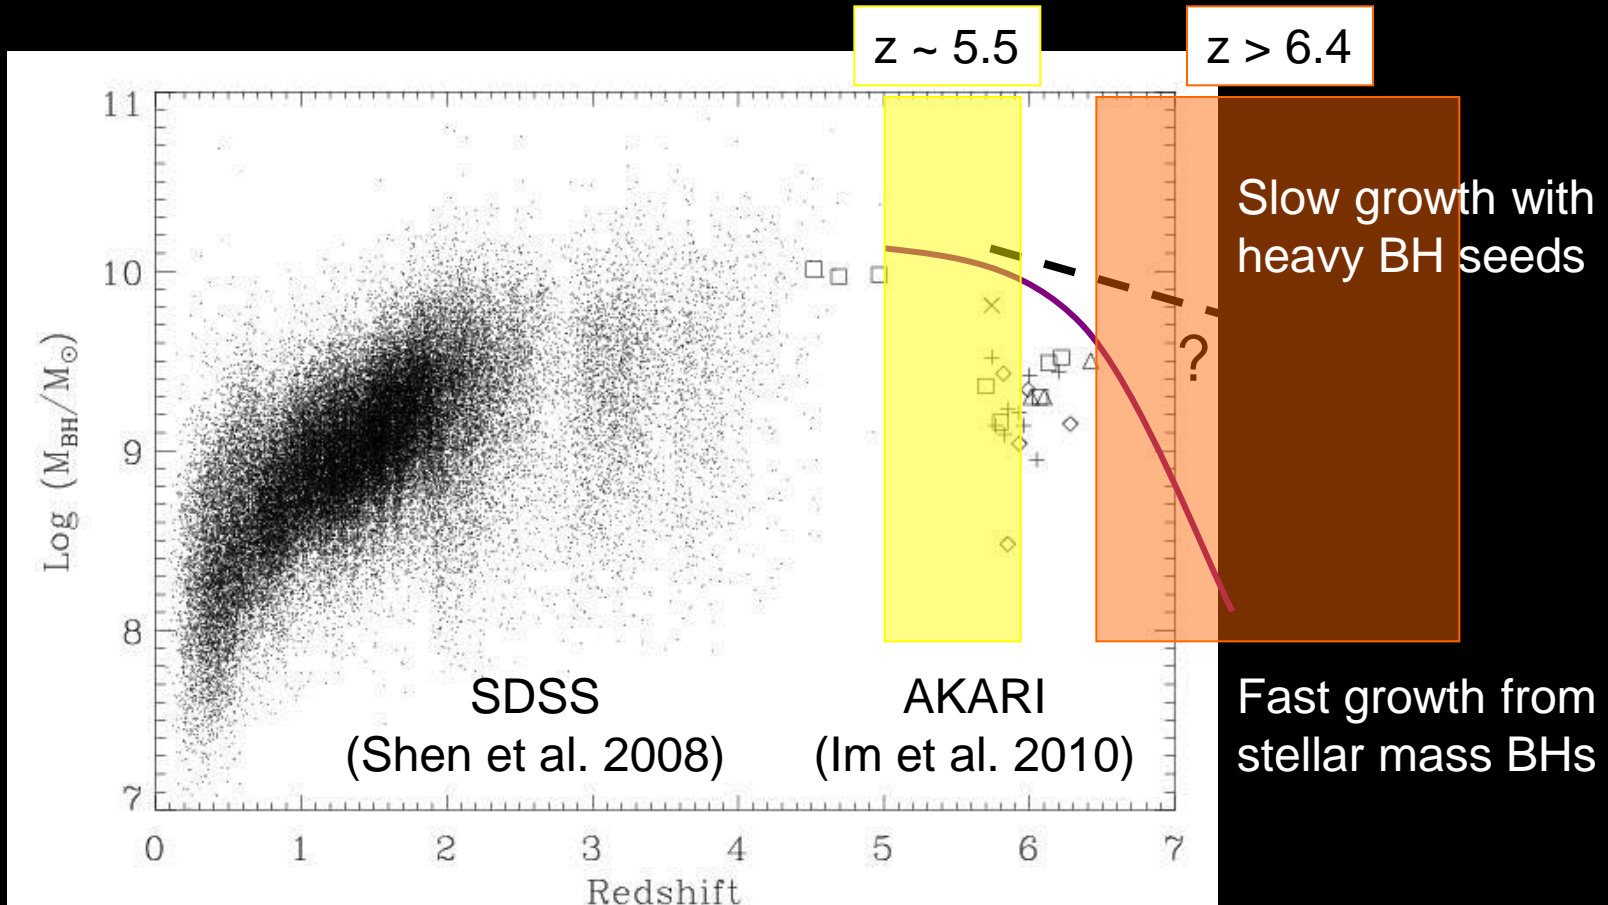 z ~ 5.5
z > 6.4
11
10
9
8
7
Log (M_BH/M_⊙)
Slow growth with
heavy BH seeds
?
SDSS
(Shen et al. 2008)
AKARI
(Im et al. 2010)
Fast growth from
stellar mass BHs
0 1 2 3 4 5 6 7
Redshift